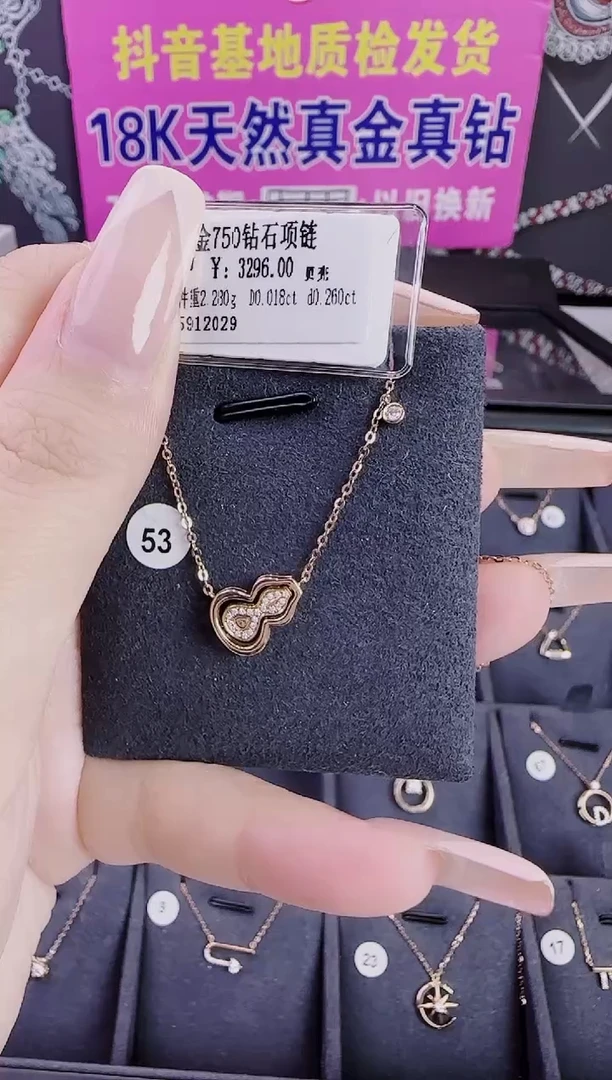 抖音基地质检发货
18K天然真金真钻
以旧换新
金750钻石项链
¥: 3296.00 贝壳
件重2.280g D0.018ct d0.260ct
5912029
53
3
23
17